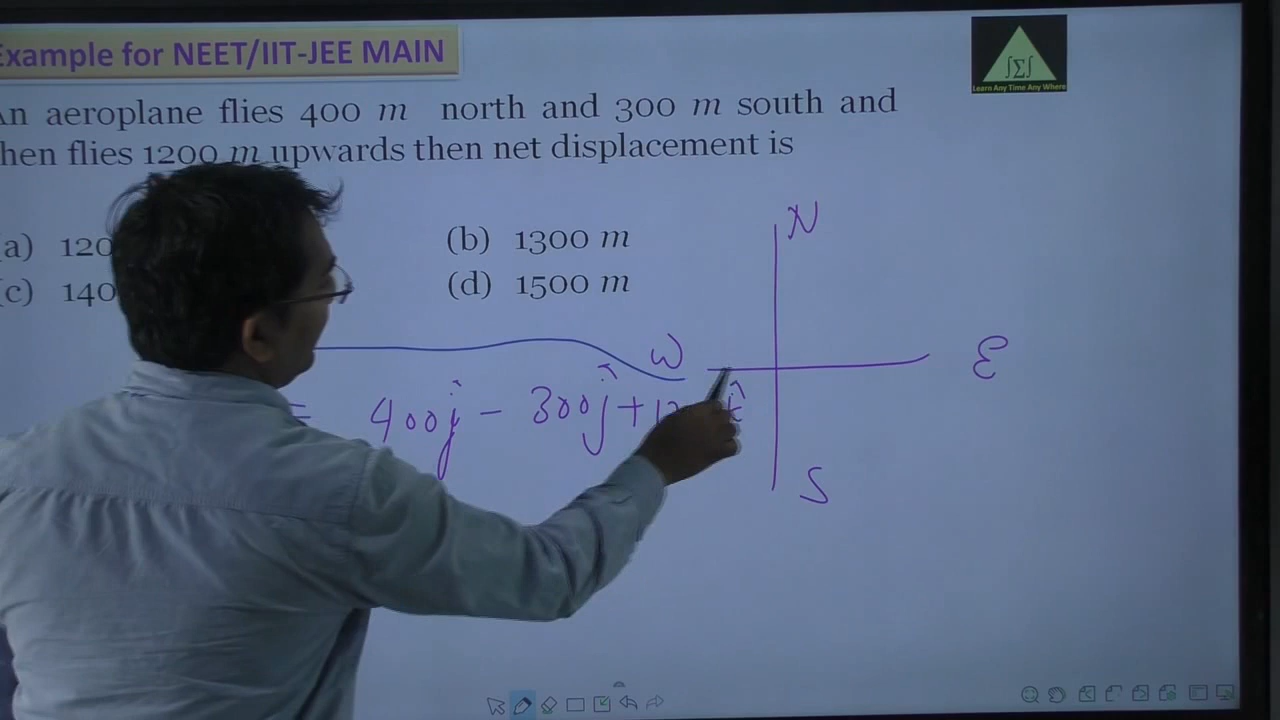 Example for NEET/IIT-JEE MAIN
∫∑∫
Learn Any Time Any Where
An aeroplane flies 400 m north and 300 m south and
then flies 1200 m upwards then net displacement is
(a) 120
(b) 1300 m
(c) 140
(d) 1500 m
N
W
E
= 400ĵ - 300ĵ + 12
S